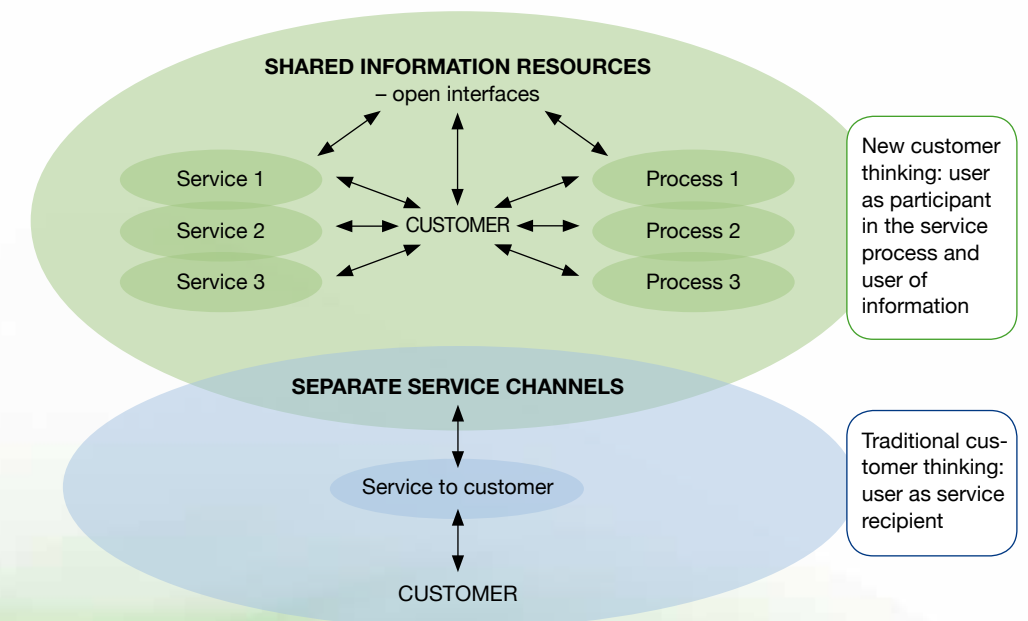 SHARED INFORMATION RESOURCES
– open interfaces
Service 1
Service 2
Service 3
CUSTOMER
Process 1
Process 2
Process 3
New customer
thinking: user
as participant
in the service
process and
user of
information
SEPARATE SERVICE CHANNELS
Service to customer
CUSTOMER
Traditional cus-
tomer thinking:
user as service
recipient